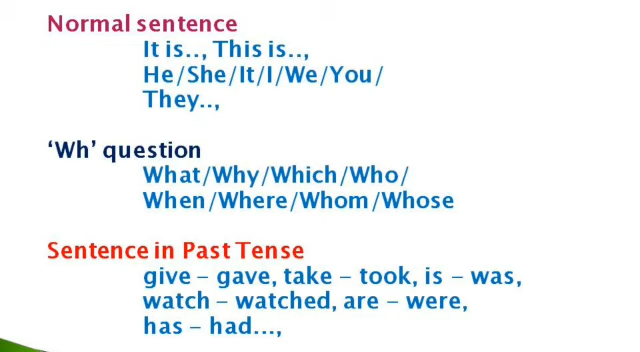 Normal sentence
It is.., This is..,
He/She/It/I/We/You/
They..,
‘Wh’ question
What/Why/Which/Who/
When/Where/Whom/Whose
Sentence in Past Tense
give – gave, take – took, is – was,
watch – watched, are – were,
has – had...,